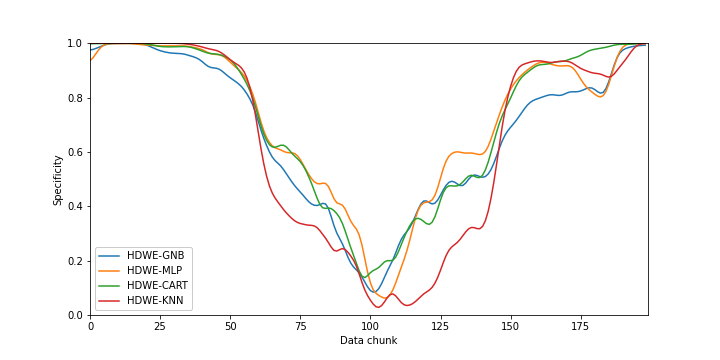 1.0
0.8
0.6
0.4
0.2
0.0
Specificity
HDWE-GNB
HDWE-MLP
HDWE-CART
HDWE-KNN
0 25 50 75 100 125 150 175
Data chunk